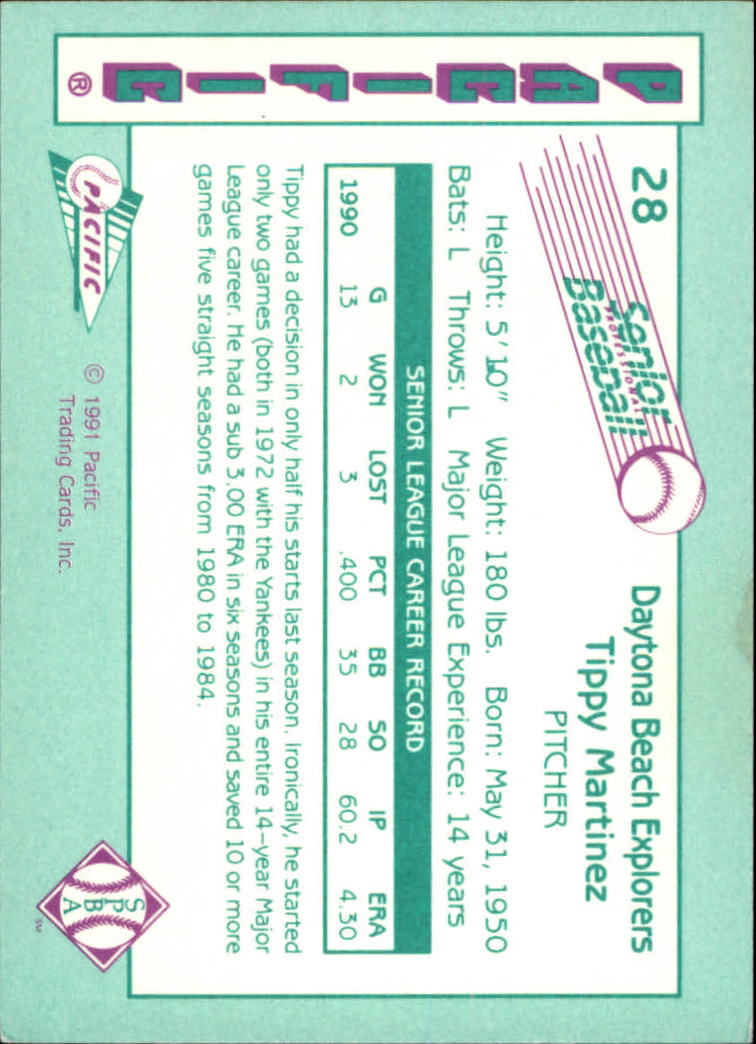 PACIFIC®
28
Senior
PROFESSIONAL
Baseball
Daytona Beach Explorers
Tippy Martinez
PITCHER
Height: 5'10" Weight: 180 lbs. Born: May 31, 1950
Bats: L Throws: L Major League Experience: 14 years
SENIOR LEAGUE CAREER RECORD
G WON LOST PCT BB SO IP ERA
1990 13 2 3 .400 35 28 60.2 4.30
Tippy had a decision in only half his starts last season. Ironically, he started
only two games (both in 1972 with the Yankees) in his entire 14-year Major
League career. He had a sub 3.00 ERA in six seasons and saved 10 or more
games five straight seasons from 1980 to 1984.
PACIFIC
© 1991 Pacific
Trading Cards, Inc.
SPBA
SM